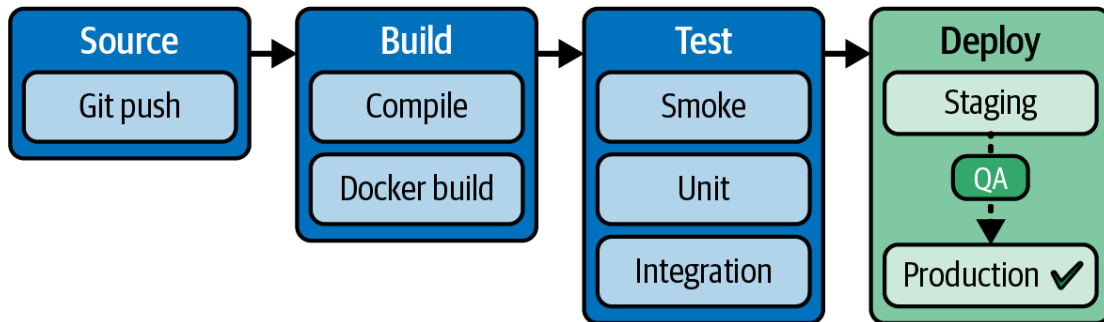 Source
Git push
Build
Compile
Docker build
Test
Smoke
Unit
Integration
Deploy
Staging
QA
Production